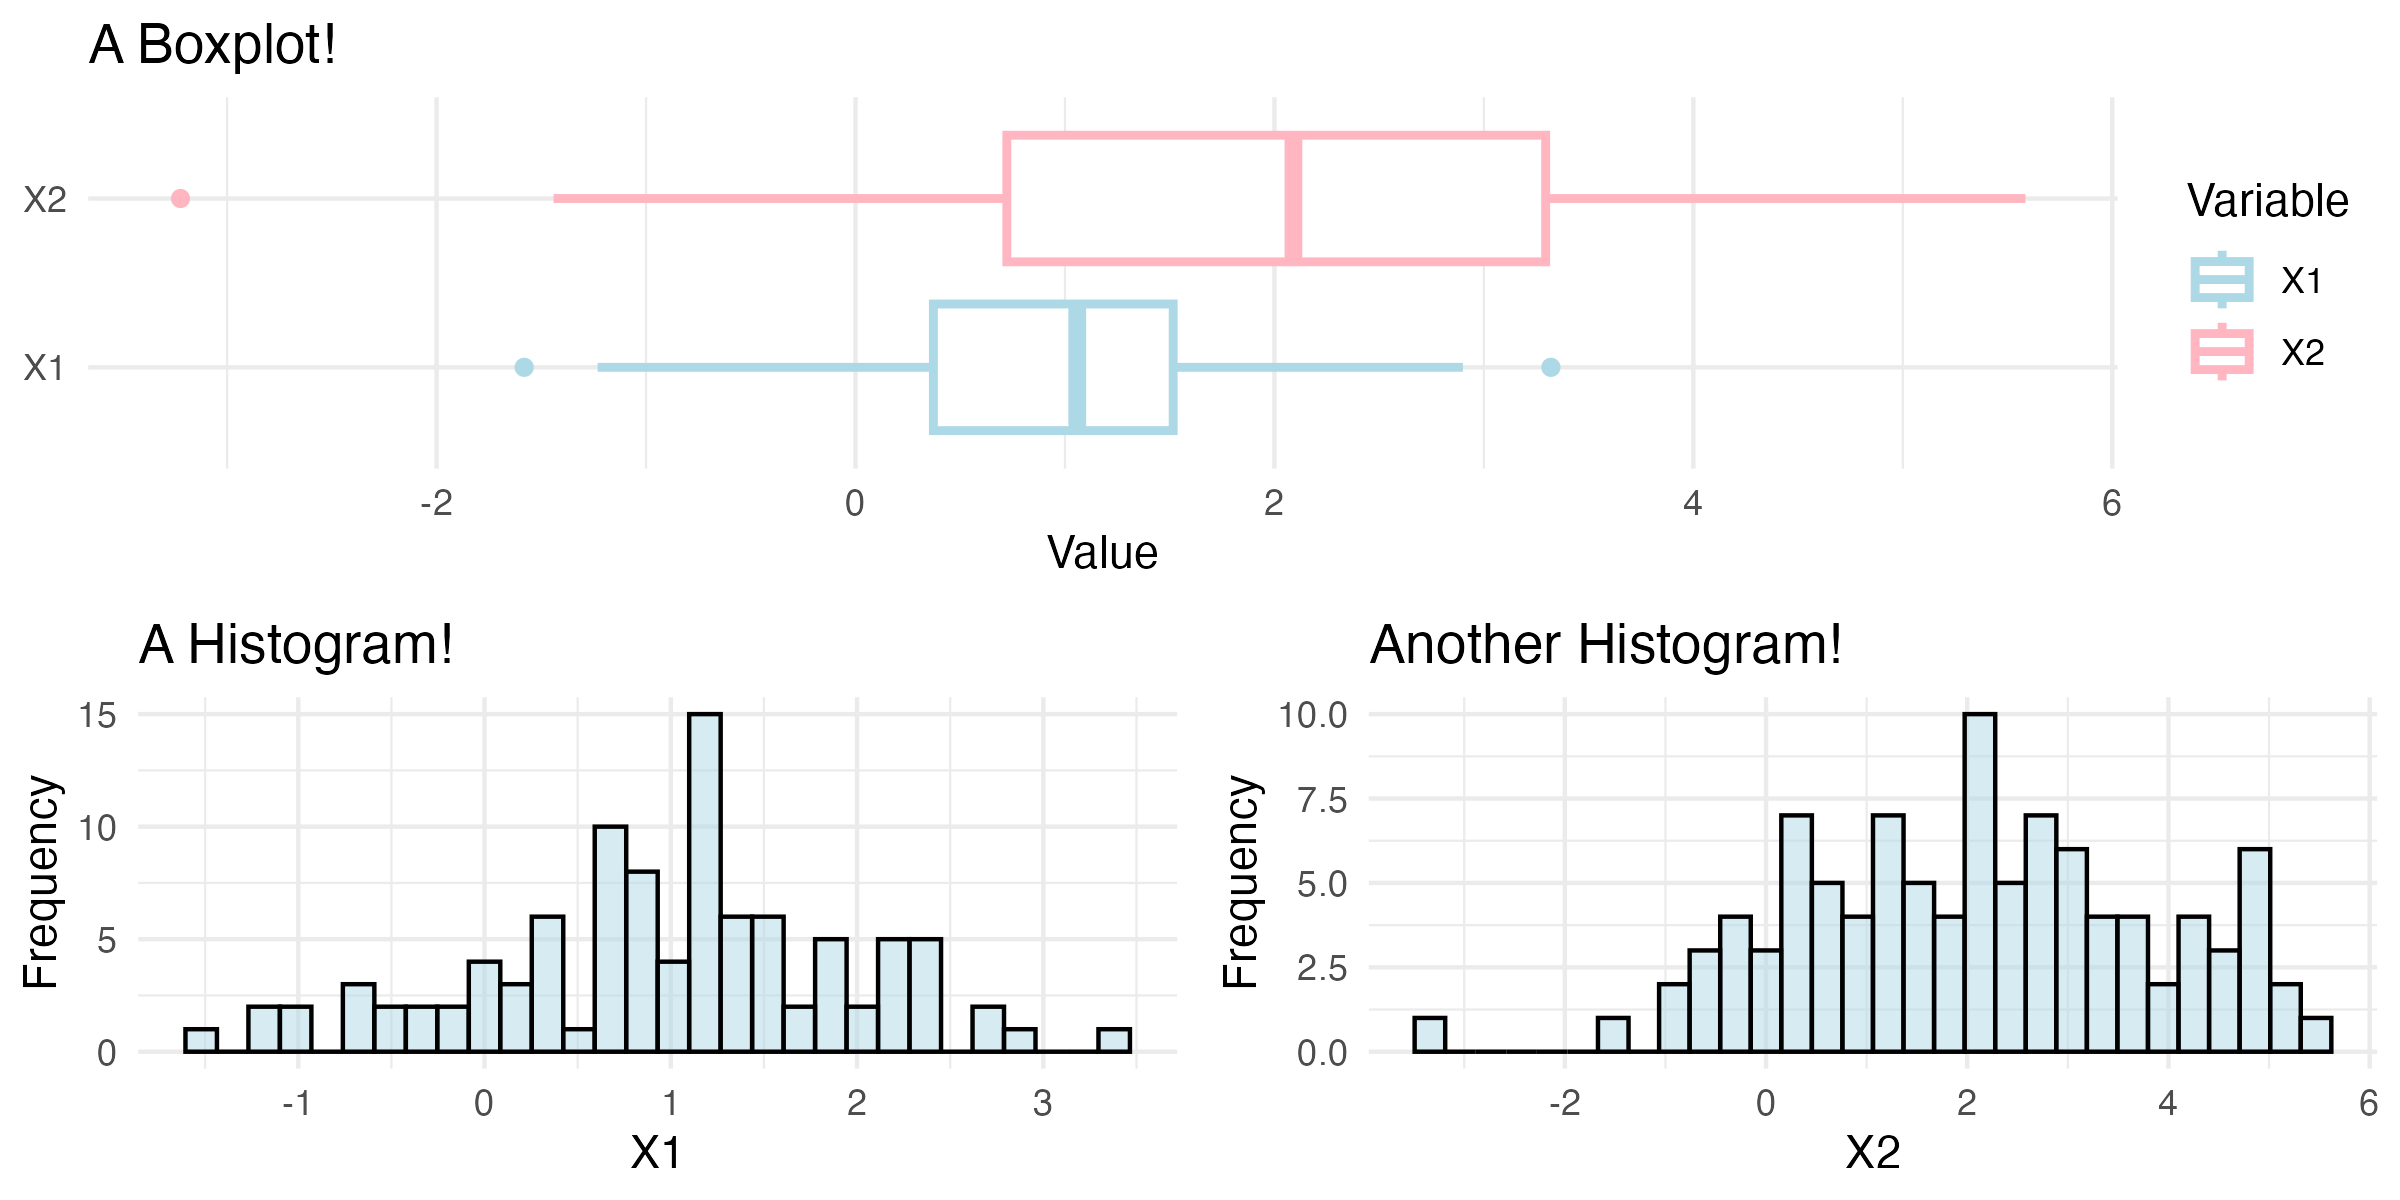 A Boxplot!
X2
X1
-2 0 2 4 6
Value
Variable
X1
X2
A Histogram!
15
10
5
0
Frequency
-1 0 1 2 3
X1
Another Histogram!
10.0
7.5
5.0
2.5
0.0
Frequency
-2 0 2 4 6
X2